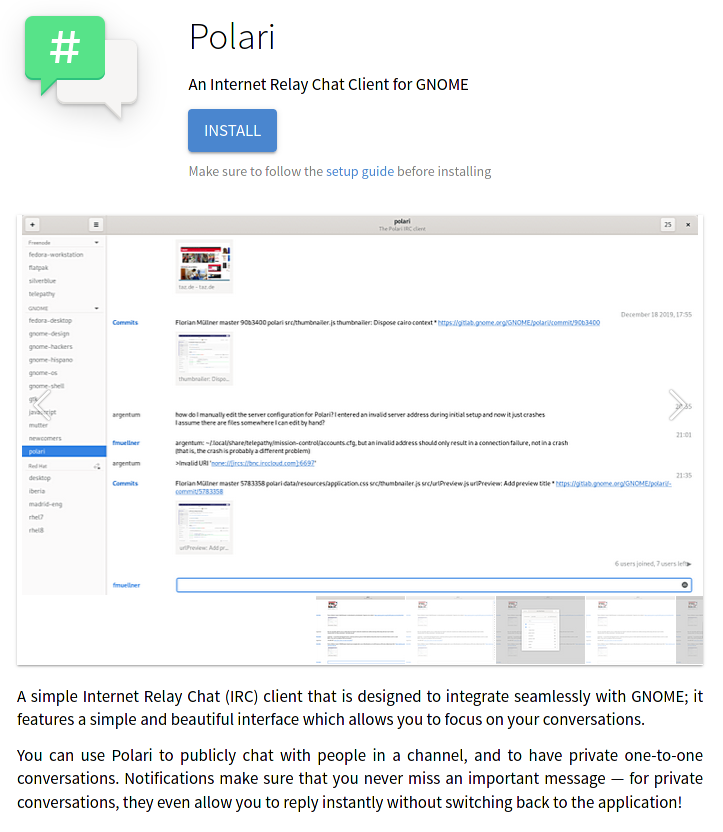 #
Polari
An Internet Relay Chat Client for GNOME
INSTALL
Make sure to follow the setup guide before installing
polari
The Polari IRC client
25
Freenode
fedora-workstation
flatpak
silverblue
telepathy
GNOME
fedora-desktop
gnome-design
gnome-hackers
gnome-hispano
gnome-os
gnome-shell
gtk
javascript
mutter
newcomers
polari
Red Hat
desktop
iberia
madrid-eng
rhel7
rhel8
taz.de - taz.de
December 18 2019, 17:55
Commits Florian Müllner master 90b3400 polari src/thumbnailer.js thumbnailer: Dispose cairo context * https://gitlab.gnome.org/GNOME/polari/commit/90b3400
thumbnailer: Dispo…
argentum how do I manually edit the server configuration for Polari? I entered an invalid server address during initial setup and now it just crashes
I assume there are files somewhere I can edit by hand?
21:01
fmuellner argentum: ~/.local/share/telepathy/mission-control/accounts.cfg, but an invalid address should only result in a connection failure, not in a crash
(that is, the crash is probably a different problem)
argentum >Invalid URI 'none://[ircs://bnc.irccloud.com]:6697'
21:35
Commits Florian Müllner master 5783358 polari data/resources/application.css src/thumbnailer.js src/urlPreview.js urlPreview: Add preview title * https://gitlab.gnome.org/GNOME/polari/-
commit/5783358
urlPreview: Add pr…
6 users joined, 7 users left▶
fmuellner
A simple Internet Relay Chat (IRC) client that is designed to integrate seamlessly with GNOME; it
features a simple and beautiful interface which allows you to focus on your conversations.
You can use Polari to publicly chat with people in a channel, and to have private one-to-one
conversations. Notifications make sure that you never miss an important message — for private
conversations, they even allow you to reply instantly without switching back to the application!